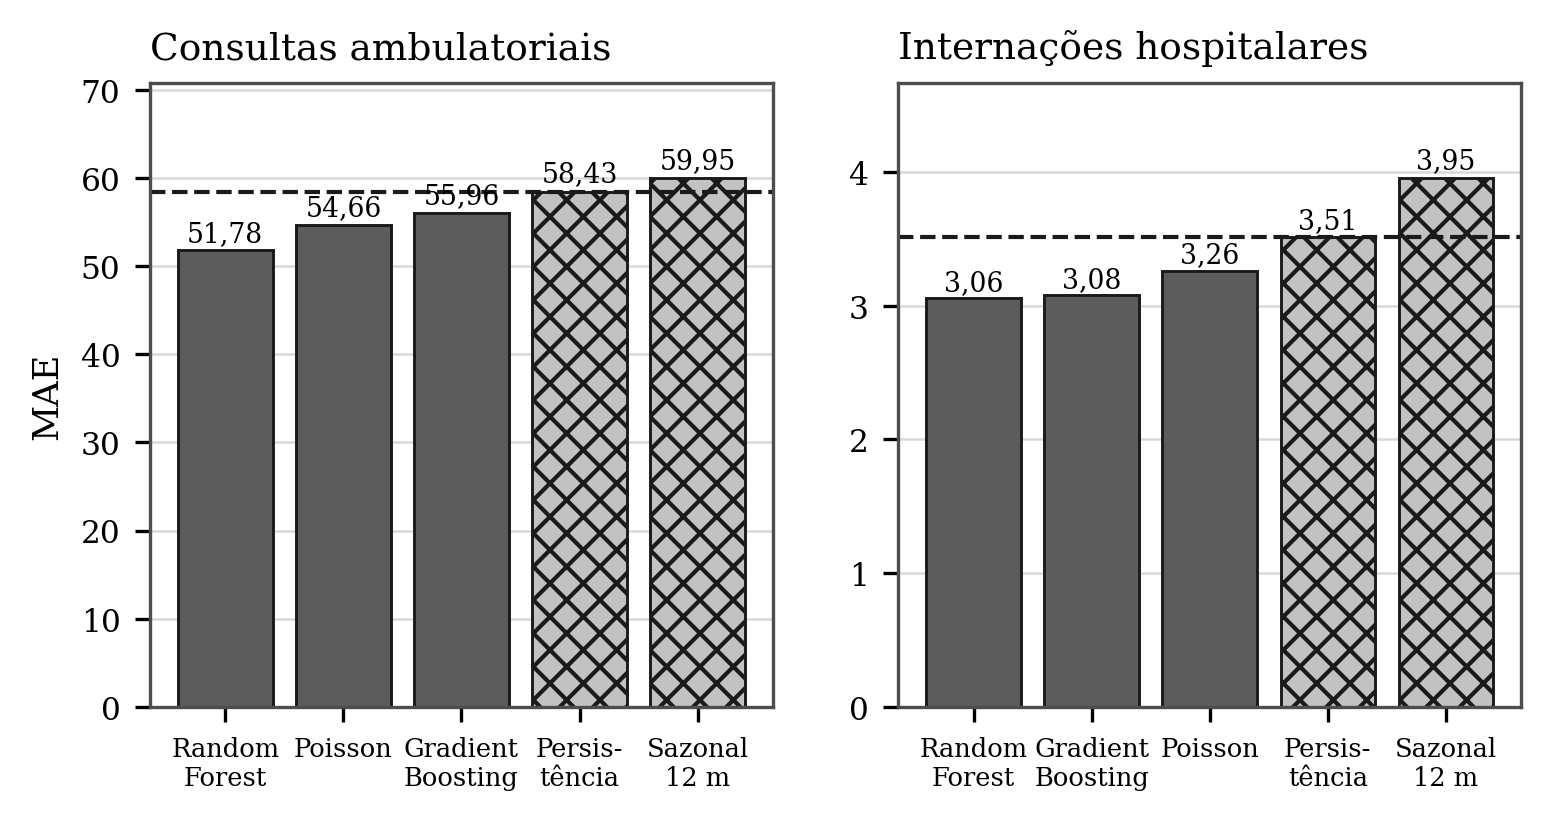 Consultas ambulatoriais
MAE
70
60
50
40
30
20
10
0
51,78
54,66
55,96
58,43
59,95
Random Forest
Poisson
Gradient Boosting
Persis-
tência
Sazonal
12 m
Internações hospitalares
4
3
2
1
0
3,06
3,08
3,26
3,51
3,95
Random Forest
Gradient Boosting
Poisson
Persis-
tência
Sazonal
12 m